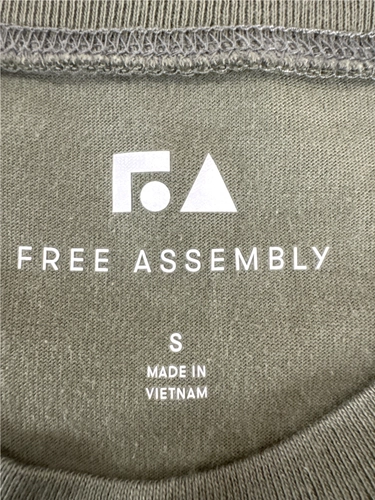 FREE ASSEMBLY
S
MADE IN
VIETNAM